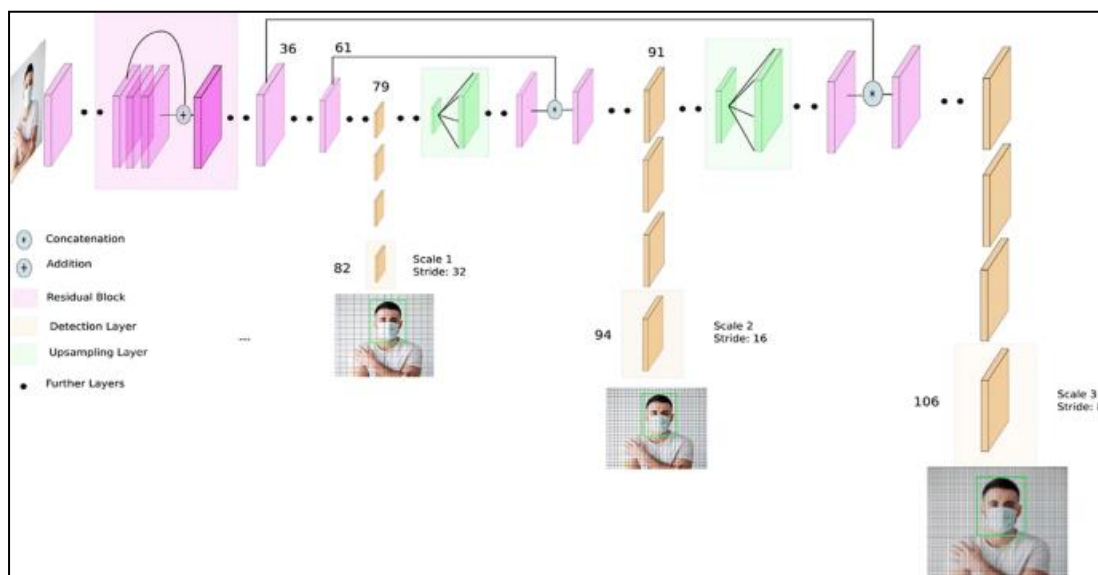 36
61
79
91
Concatenation
Addition
Residual Block
Detection Layer
Upsampling Layer
Further Layers
...
82
Scale 1
Stride: 32
94
Scale 2
Stride: 16
106
Scale 3
Stride: